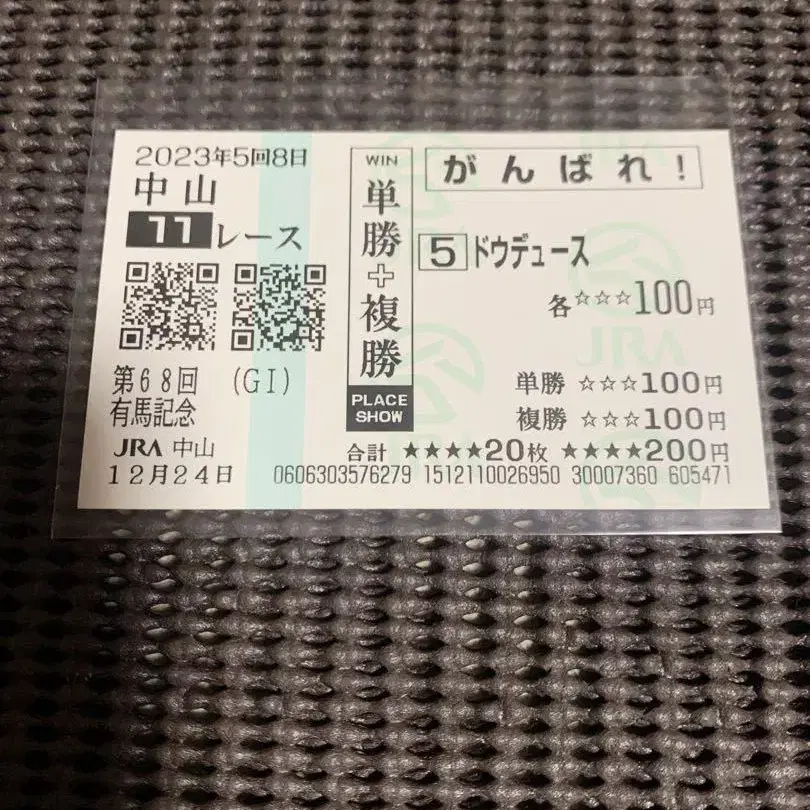 2023年5回8日
中山
11レース
第68回 (GI)
有馬記念
JRA 中山
12月24日
WIN
単勝+複勝
PLACE
SHOW
がんばれ!
5 ドウデュース
各☆☆☆100円
単勝 ☆☆☆100円
複勝 ☆☆☆100円
合計 ★★★★20枚 ★★★★200円
0606303576279 1512110026950 30007360 605471
JRA
JRA